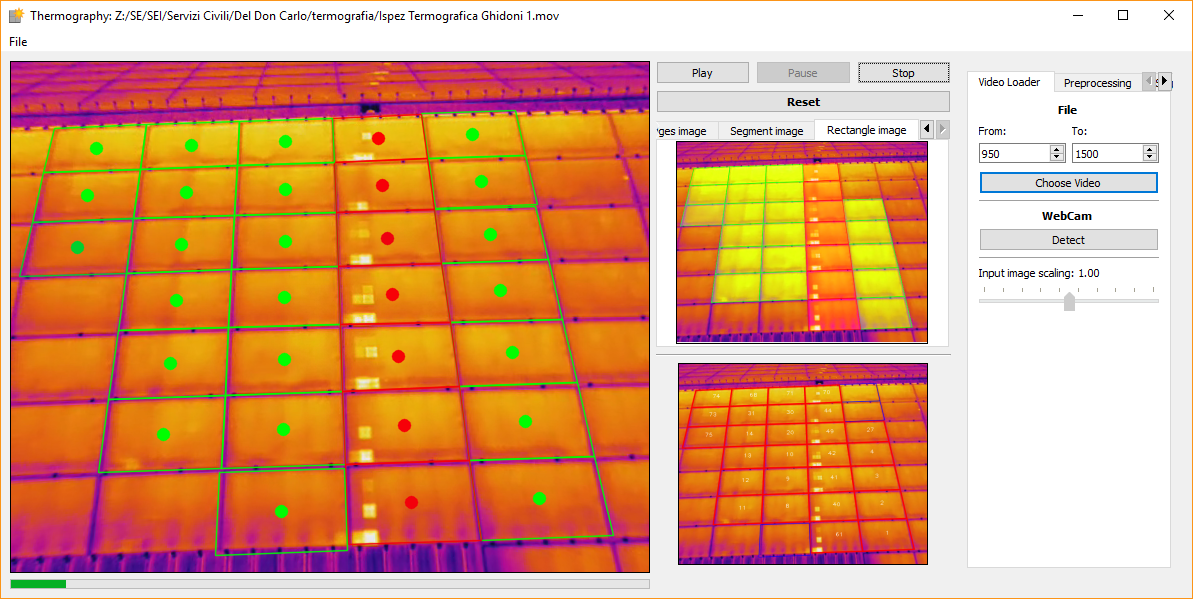 Thermography: Z:/SE/SEI/Servizi Civili/Del Don Carlo/termografia/Ispez Termografica Ghidoni 1.mov
File
Play Pause Stop
Reset
ges image Segment image Rectangle image
Video Loader Preprocessing
File
From: To:
950 1500
Choose Video
WebCam
Detect
Input image scaling: 1.00